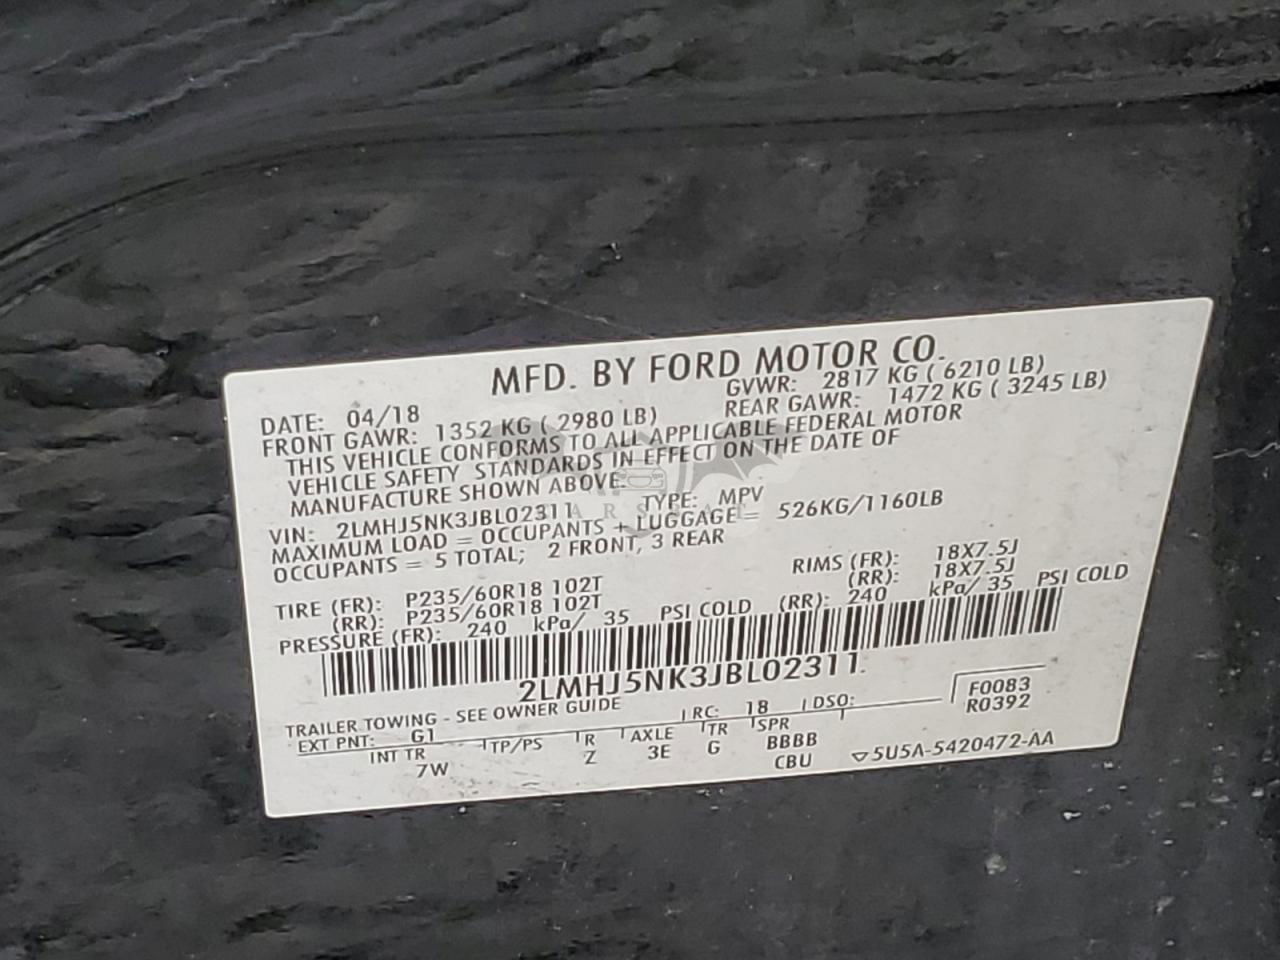 MFD. BY FORD MOTOR CO.
DATE: 04/18 GVWR: 2817 KG ( 6210 LB)
FRONT GAWR: 1352 KG ( 2980 LB) REAR GAWR: 1472 KG ( 3245 LB)
THIS VEHICLE CONFORMS TO ALL APPLICABLE FEDERAL MOTOR
VEHICLE SAFETY STANDARDS IN EFFECT ON THE DATE OF
MANUFACTURE SHOWN ABOVE.
VIN: 2LMHJ5NK3JBL02311 TYPE: MPV
MAXIMUM LOAD = OCCUPANTS + LUGGAGE = 526KG/1160LB
OCCUPANTS = 5 TOTAL; 2 FRONT, 3 REAR
TIRE (FR): P235/60R18 102T RIMS (FR): 18X7.5J
(RR): P235/60R18 102T (RR): 18X7.5J
PRESSURE (FR): 240 kPa/ 35 PSI COLD (RR): 240 kPa/ 35 PSI COLD
2LMHJ5NK3JBL02311
TRAILER TOWING - SEE OWNER GUIDE
EXT PNT: G1 RC: 18 DSO: F0083
R0392
INT TR TP/PS R AXLE TR SPR
7W Z 3E G BBBB
CBU
5U5A-5420472-AA